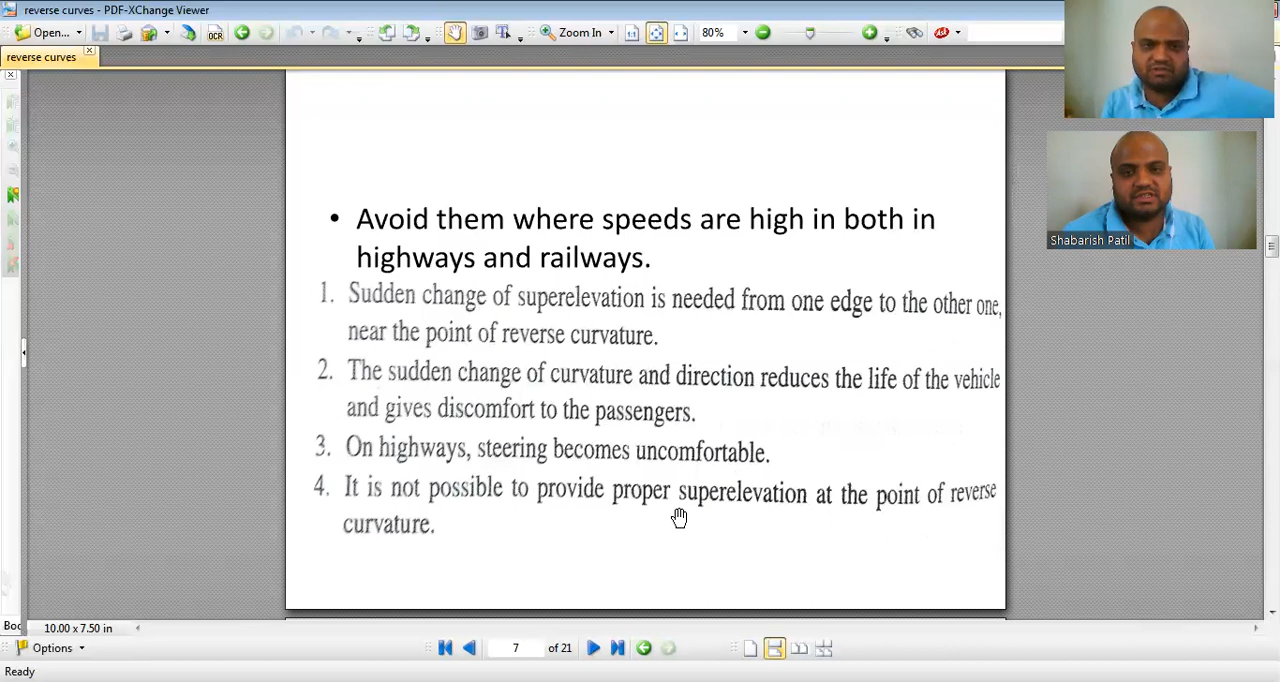 reverse curves - PDF-XChange Viewer
Open...
OCR
Zoom In
80%
Ask
reverse curves
• Avoid them where speeds are high in both in
highways and railways.
1. Sudden change of superelevation is needed from one edge to the other one,
near the point of reverse curvature.
2. The sudden change of curvature and direction reduces the life of the vehicle
and gives discomfort to the passengers.
3. On highways, steering becomes uncomfortable.
4. It is not possible to provide proper superelevation at the point of reverse
curvature.
Shabarish Patil
Boo
10.00 x 7.50 in
Options
7 of 21
Ready